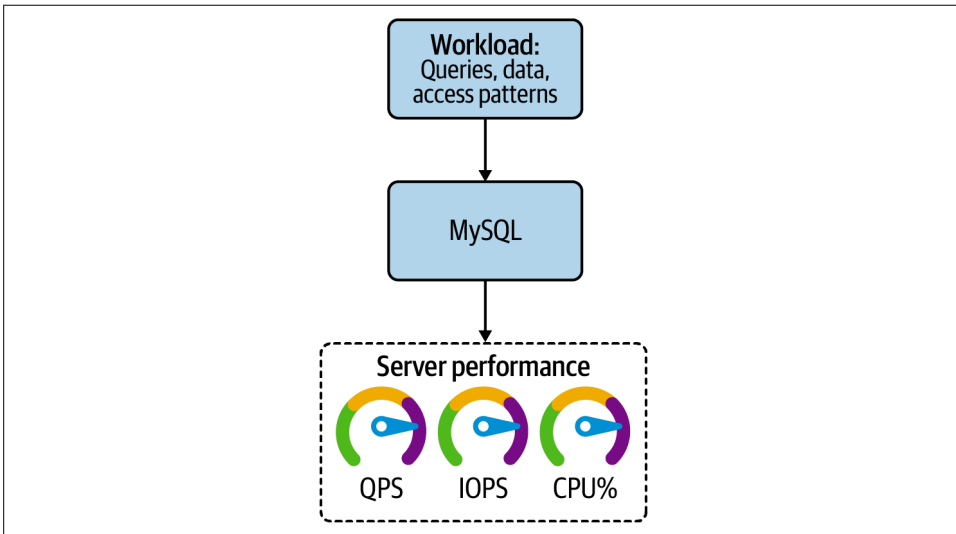 Workload:
Queries, data,
access patterns
MySQL
Server performance
QPS
IOPS
CPU%